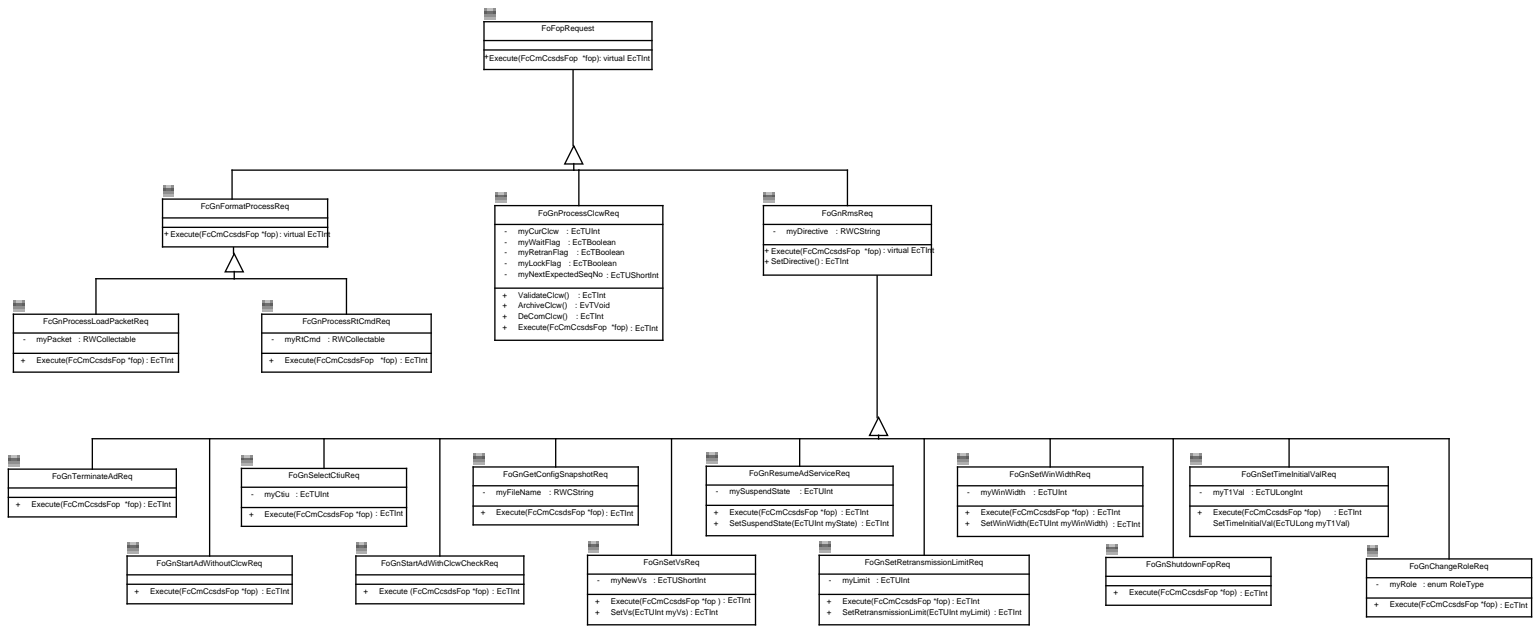 FoFopRequest
+Execute(FcCmCcsdsFop *fop): virtual EcTInt
FcGnFormatProcessReq
+ Execute(FcCmCcsdsFop *fop) : virtual EcTInt
FoGnProcessClcwReq
- myCurClcw : EcTUInt
- myWaitFlag : EcTBoolean
- myRetranFlag : EcTBoolean
- myLockFlag : EcTBoolean
- myNextExpectedSeqNo : EcTUShortInt
+ ValidateClcw() : EcTInt
+ ArchiveClcw() : EvTVoid
+ DeComClcw() : EcTInt
+ Execute(FcCmCcsdsFop *fop) : EcTInt
FoGnRmsReq
- myDirective : RWCString
+ Execute(FcCmCcsdsFop *fop) : virtual EcTInt
+ SetDirective() : EcTInt
FcGnProcessLoadPacketReq
- myPacket : RWCollectable
+ Execute(FcCmCcsdsFop *fop) : EcTInt
FcGnProcessRtCmdReq
- myRtCmd : RWCollectable
+ Execute(FcCmCcsdsFop *fop) : EcTInt
FoGnTerminateAdReq
+ Execute(FcCmCcsdsFop *fop) : EcTInt
FoGnSelectCtiuReq
- myCtiu : EcTUInt
+ Execute(FcCmCcsdsFop *fop) : EcTInt
FoGnGetConfigSnapshotReq
- myFileName : RWCString
+ Execute(FcCmCcsdsFop *fop) : EcTInt
FoGnResumeAdServiceReq
- mySuspendState : EcTUInt
+ Execute(FcCmCcsdsFop *fop) : EcTInt
+ SetSuspendState(EcTUInt myState) : EcTInt
FoGnSetWinWidthReq
- myWinWidth : EcTUInt
+ Execute(FcCmCcsdsFop *fop) : EcTInt
+ SetWinWidth(EcTUInt myWinWidth) : EcTInt
FoGnSetTimeInitialValReq
- myT1Val : EcTULongInt
+ Execute(FcCmCcsdsFop *fop) : EcTInt
SetTimeInitialVal(EcTULong myT1Val)
FoGnStartAdWithoutClcwReq
+ Execute(FcCmCcsdsFop *fop) : EcTInt
FoGnStartAdWithClcwCheckReq
+ Execute (FcCmCcsdsFop *fop) : EcTInt
FoGnSetVsReq
- myNewVs : EcTUShortInt
+ Execute(FcCmCcsdsFop *fop ) : EcTInt
+ SetVs(EcTUInt myVs) : EcTInt
FoGnSetRetransmissionLimitReq
- myLimit : EcTUInt
+ Execute(FcCmCcsdsFop *fop) : EcTInt
+ SetRetransmissionLimit(EcTUInt myLimit) : EcTInt
FoGnShutdownFopReq
+ Execute(FcCmCcsdsFop *fop) : EcTInt
FoGnChangeRoleReq
- myRole : enum RoleType
+ Execute(FcCmCcsdsFop *fop) : EcTInt